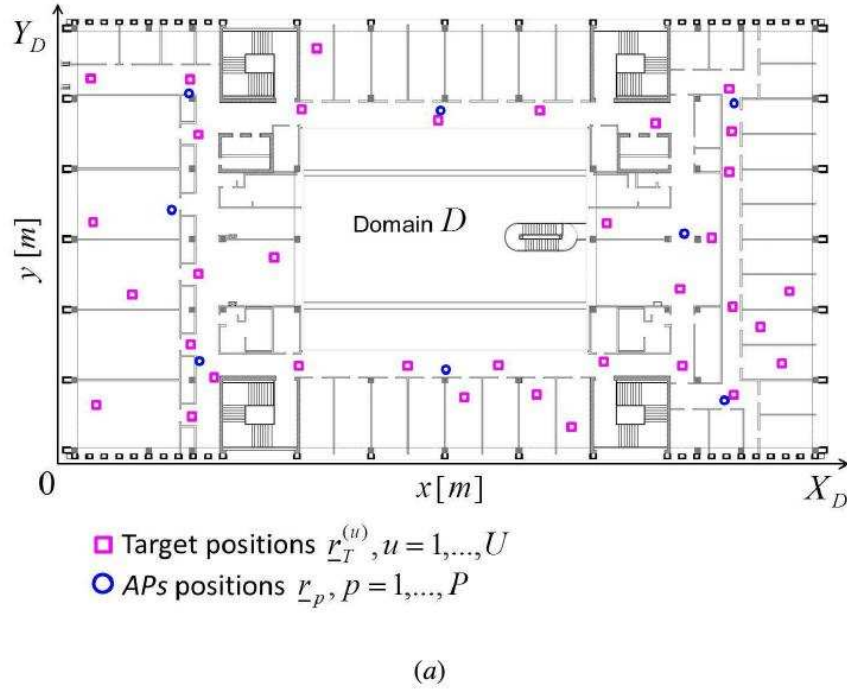 Y_D
y [m]
Domain D
0
x [m]
X_D
Target positions r_T^(u), u = 1,...,U
APs positions r_p, p = 1,...,P
(a)